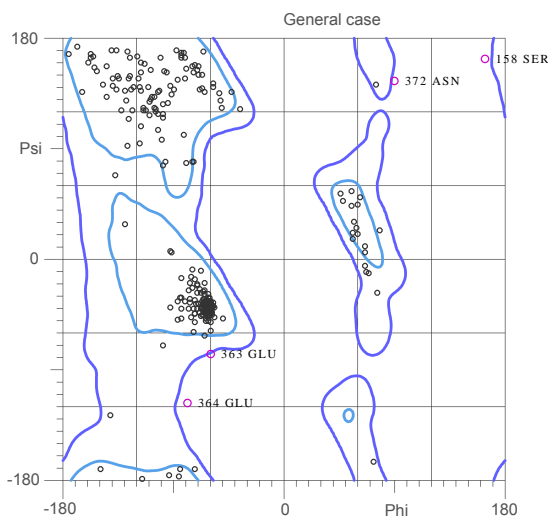 General case
180
158 SER
372 ASN
Psi
0
363 GLU
364 GLU
-180
-180
0
Phi
180